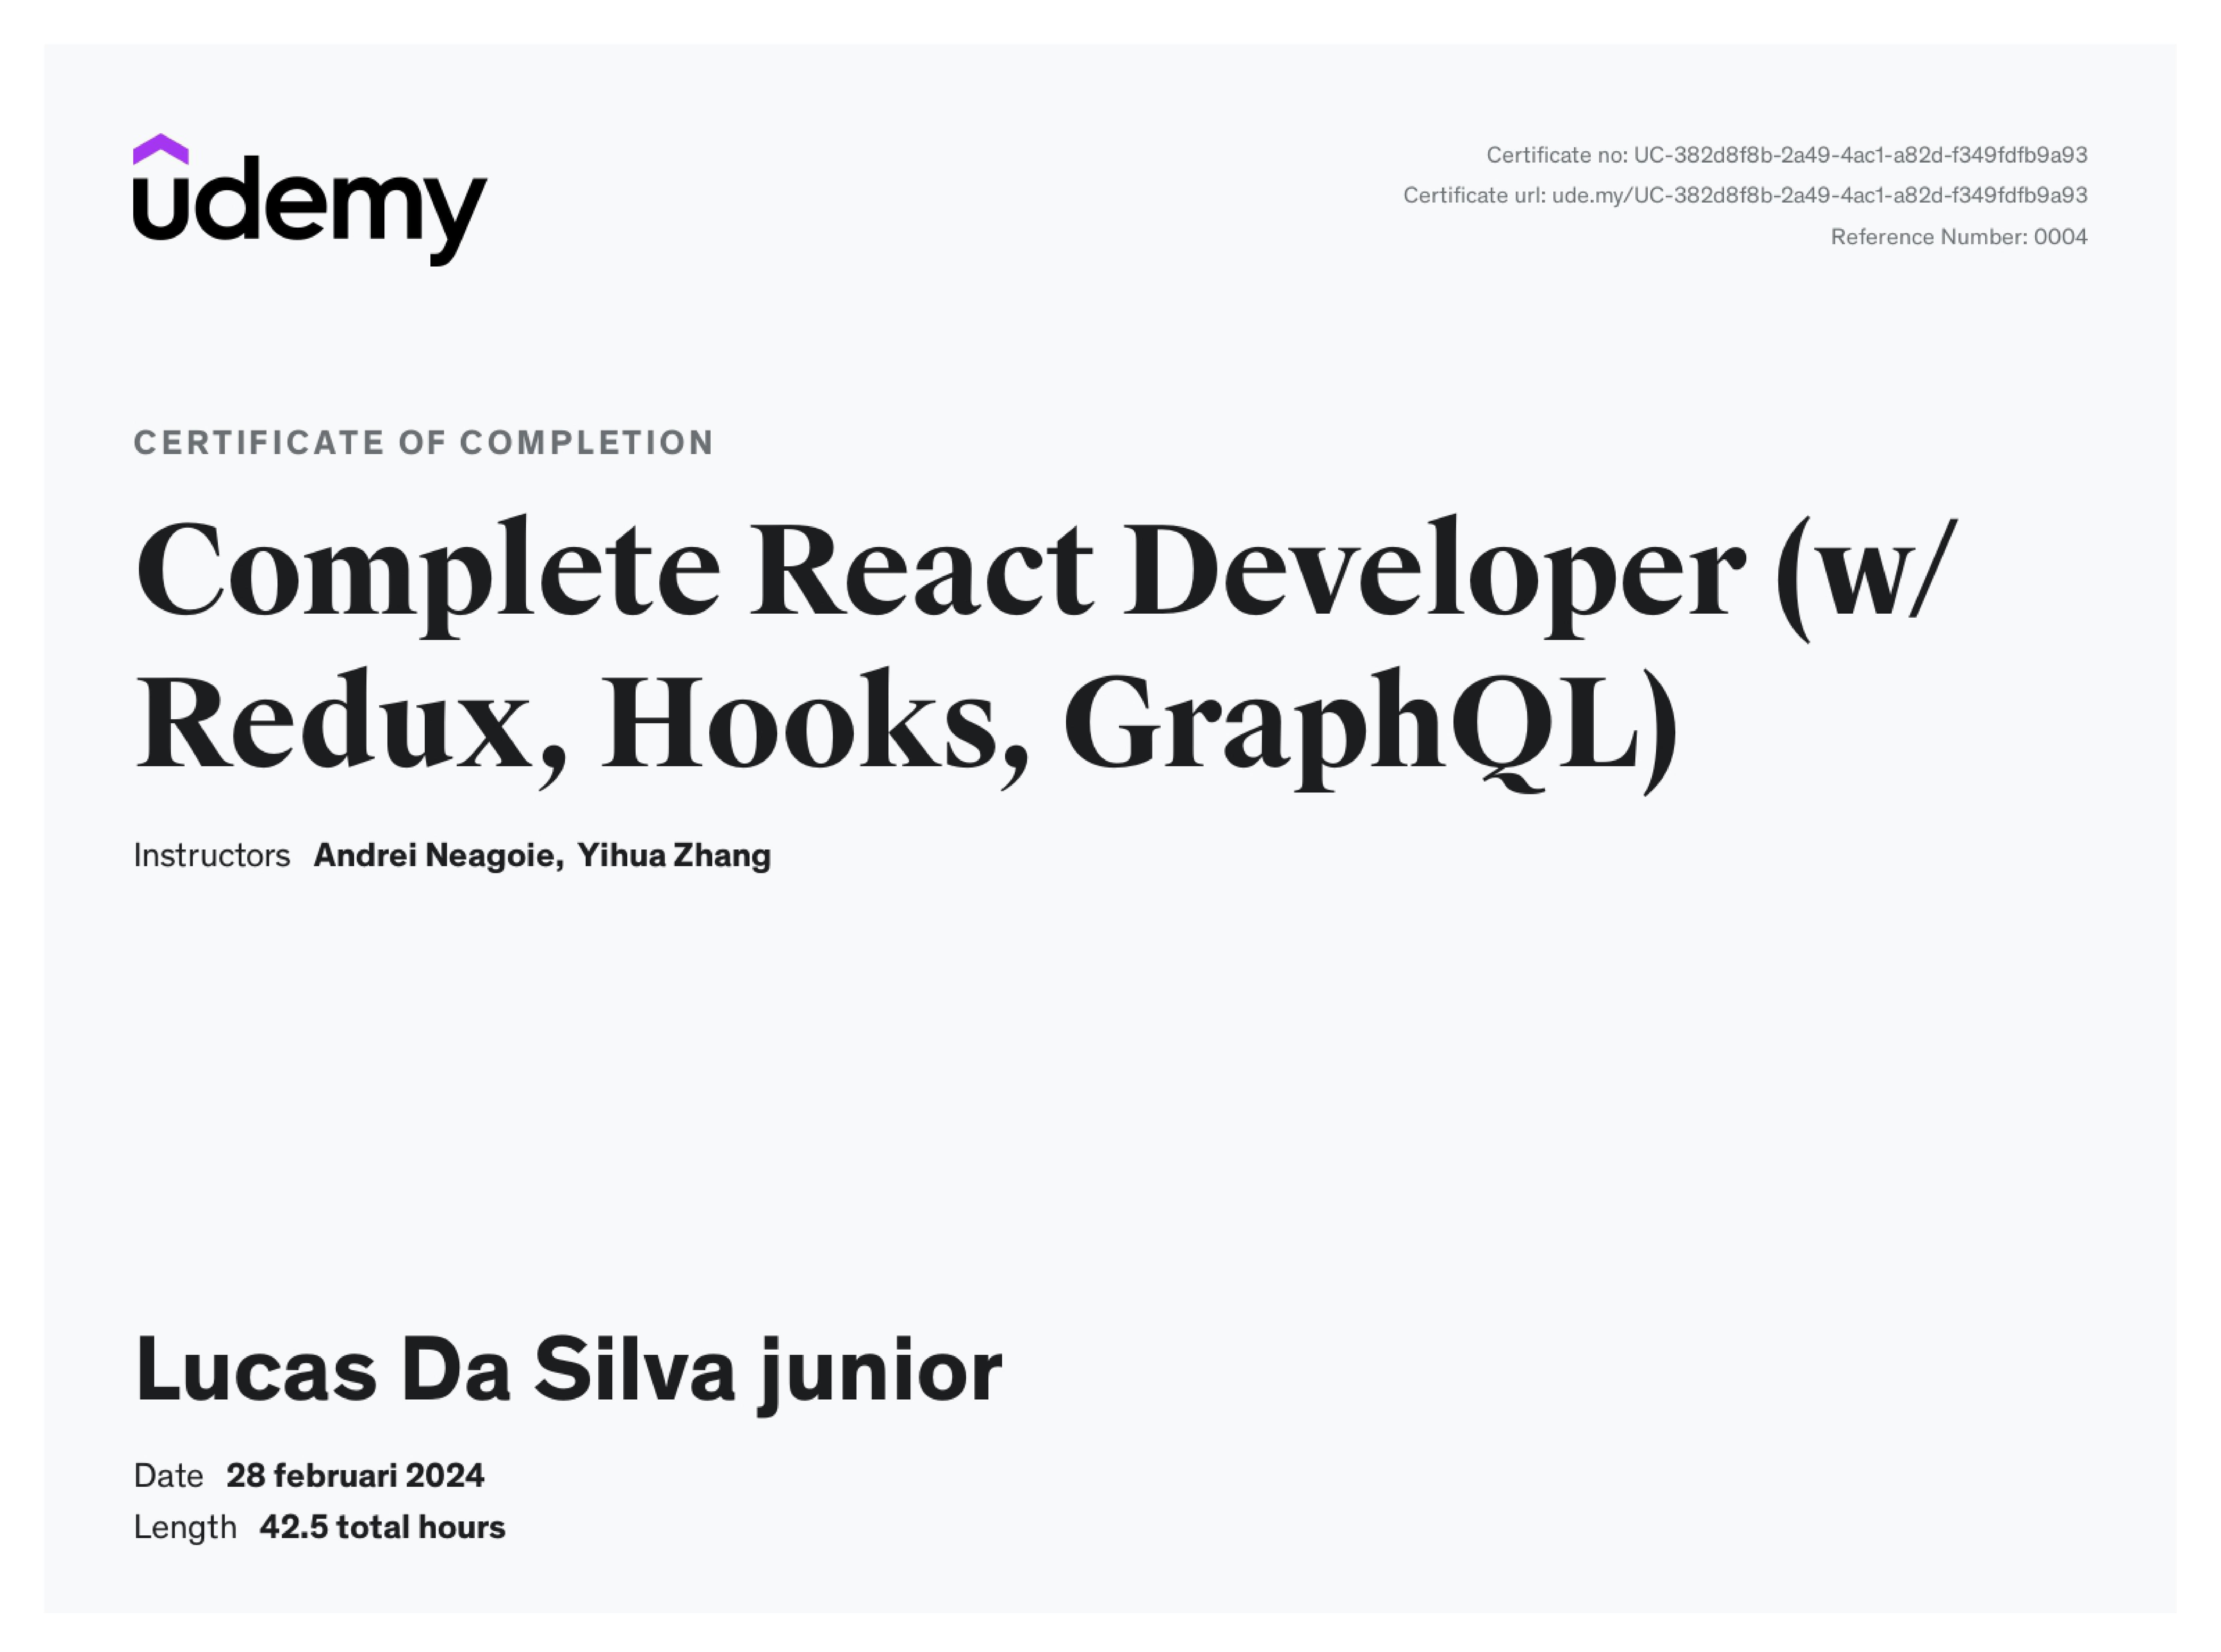 udemy
Certificate no: UC-382d8f8b-2a49-4ac1-a82d-f349fdfb9a93
Certificate url: ude.my/UC-382d8f8b-2a49-4ac1-a82d-f349fdfb9a93
Reference Number: 0004
CERTIFICATE OF COMPLETION
Complete React Developer (w/
Redux, Hooks, GraphQL)
Instructors Andrei Neagoie, Yihua Zhang
Lucas Da Silva junior
Date 28 februari 2024
Length 42.5 total hours